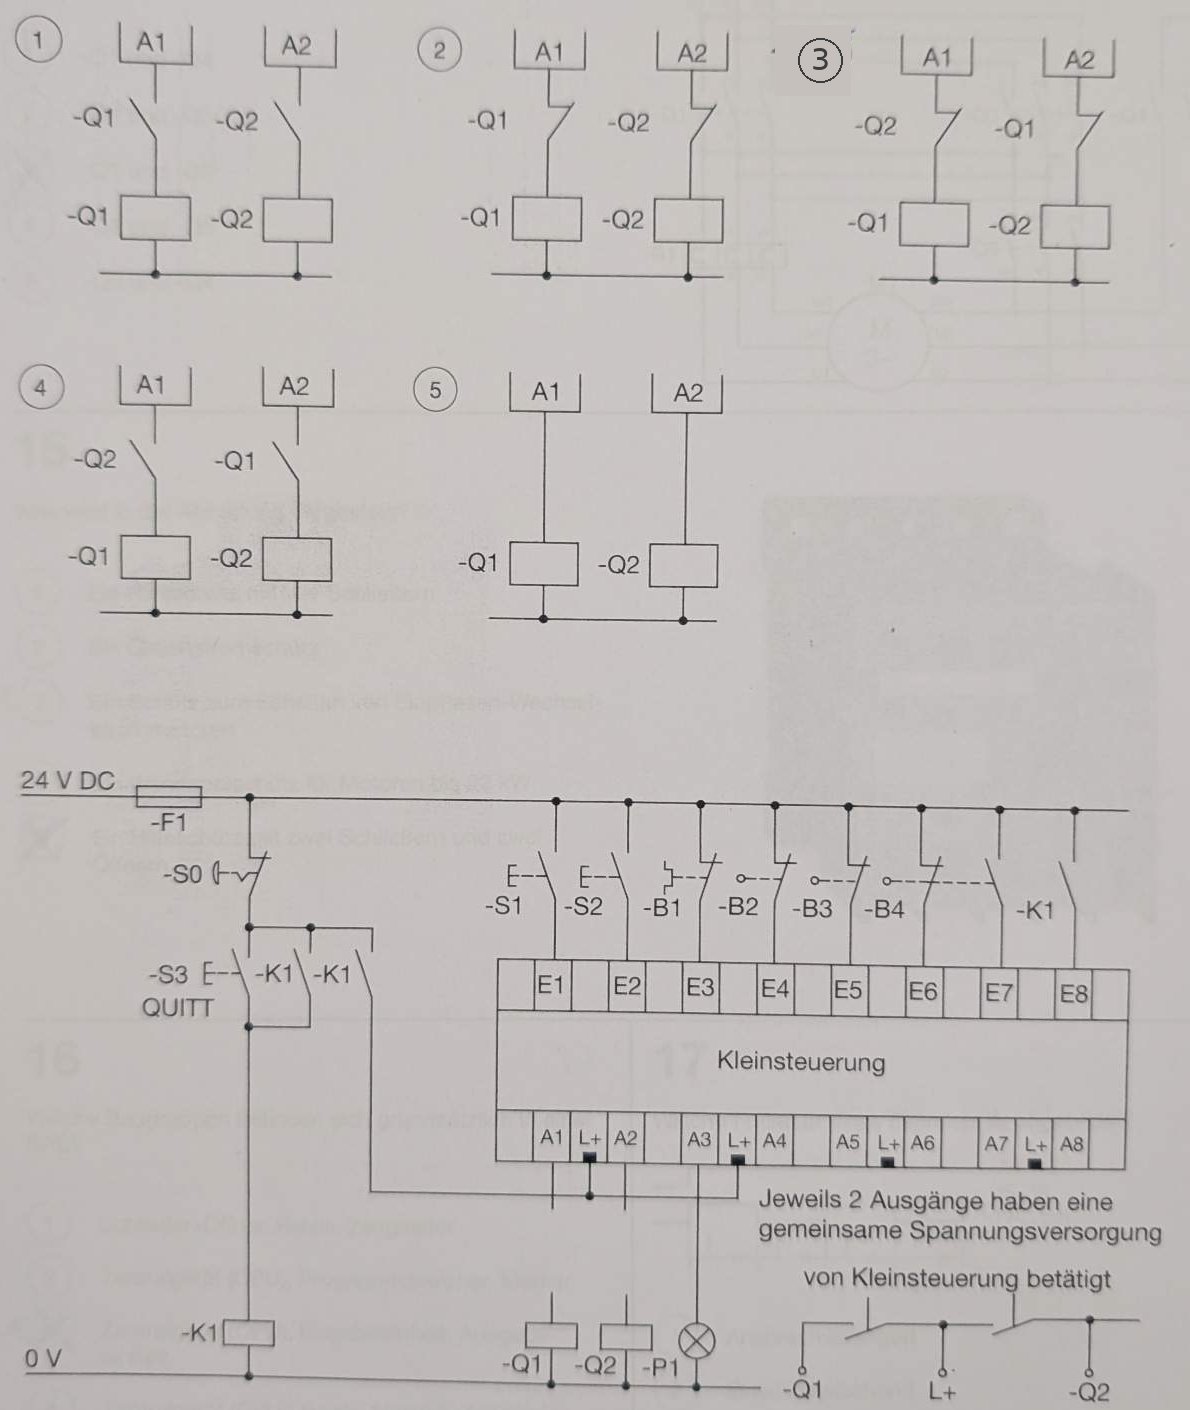 1
A1 A2
-Q1 -Q2
-Q1 -Q2
2
A1 A2
-Q1 -Q2
-Q1 -Q2
3
A1 A2
-Q2 -Q1
-Q1 -Q2
4
A1 A2
-Q2 -Q1
-Q1 -Q2
5
A1 A2
-Q1 -Q2
24 V DC
-F1
-S0
-S1 -S2 -B1 -B2 -B3 -B4 -K1
-S3 -K1 -K1
QUITT
E1 E2 E3 E4 E5 E6 E7 E8
Kleinsteuerung
A1 L+ A2 A3 L+ A4 A5 L+ A6 A7 L+ A8
Jeweils 2 Ausgänge haben eine
gemeinsame Spannungsversorgung
von Kleinsteuerung betätigt
-K1
-Q1 -Q2 -P1
0 V
-Q1 L+ -Q2